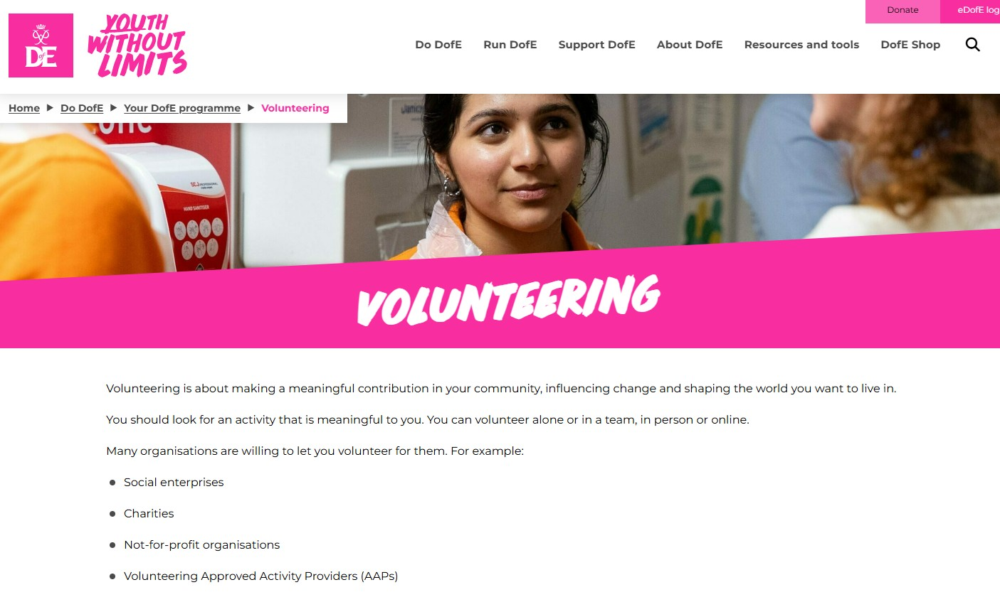 Donate
eDofE log
DofE
YOUTH
WITHOUT
LIMITS
Do DofE
Run DofE
Support DofE
About DofE
Resources and tools
DofE Shop
Home
Do DofE
Your DofE programme
Volunteering
SCJ PROFESSIONAL
HAND SANITISER
VOLUNTEERING
Volunteering is about making a meaningful contribution in your community, influencing change and shaping the world you want to live in.
You should look for an activity that is meaningful to you. You can volunteer alone or in a team, in person or online.
Many organisations are willing to let you volunteer for them. For example:
Social enterprises
Charities
Not-for-profit organisations
Volunteering Approved Activity Providers (AAPs)